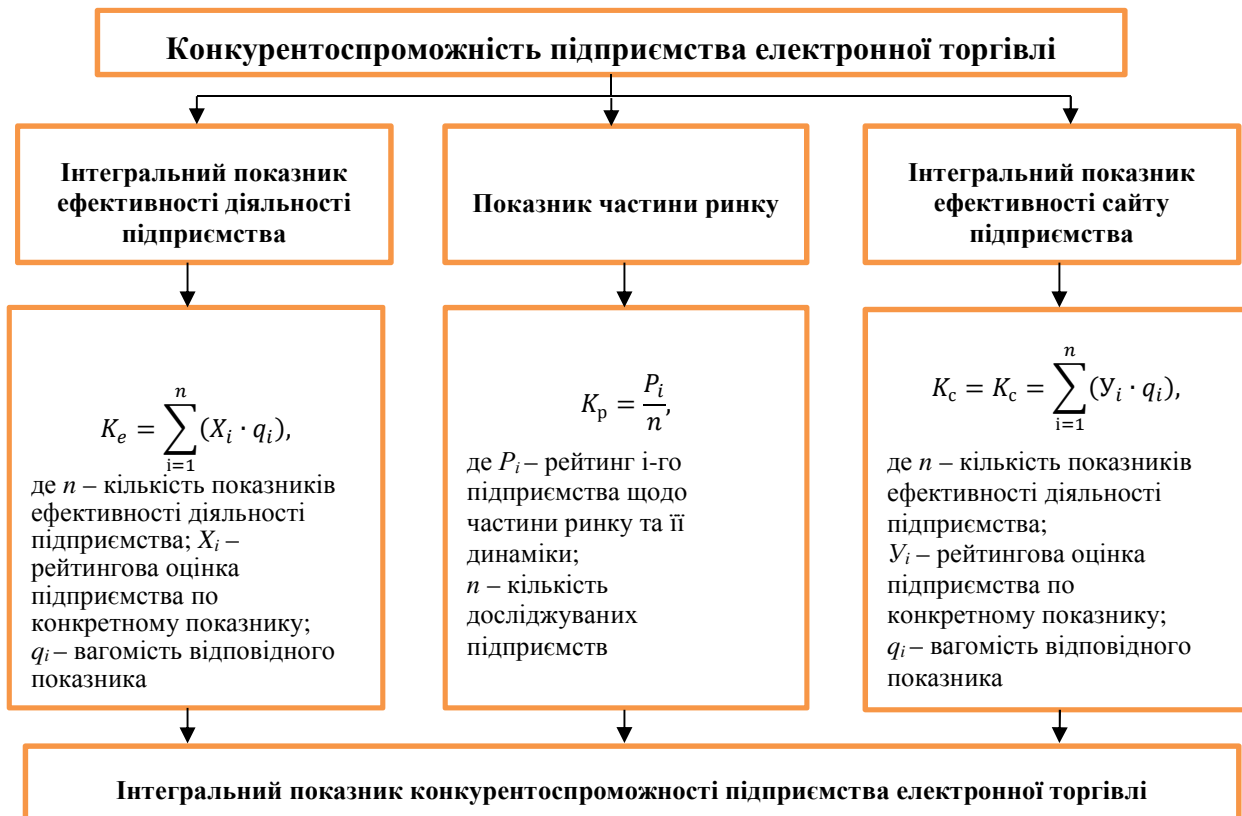 Конкурентоспроможність підприємства електронної торгівлі
Інтегральний показник
ефективності діяльності
підприємства
Показник частини ринку
Інтегральний показник
ефективності сайту
підприємства
n
K_e = ∑(X_i · q_i),
i=1
де n – кількість показників
ефективності діяльності
підприємства; X_i –
рейтингова оцінка
підприємства по
конкретному показнику;
q_i – вагомість відповідного
показника
K_р = P_i/n,
де P_i – рейтинг і-го
підприємства щодо
частини ринку та її
динаміки;
n – кількість
досліджуваних
підприємств
n
K_с = K_с = ∑(У_i · q_i),
i=1
де n – кількість показників
ефективності діяльності
підприємства;
У_i – рейтингова оцінка
підприємства по
конкретному показнику;
q_i – вагомість відповідного
показника
Інтегральний показник конкурентоспроможності підприємства електронної торгівлі